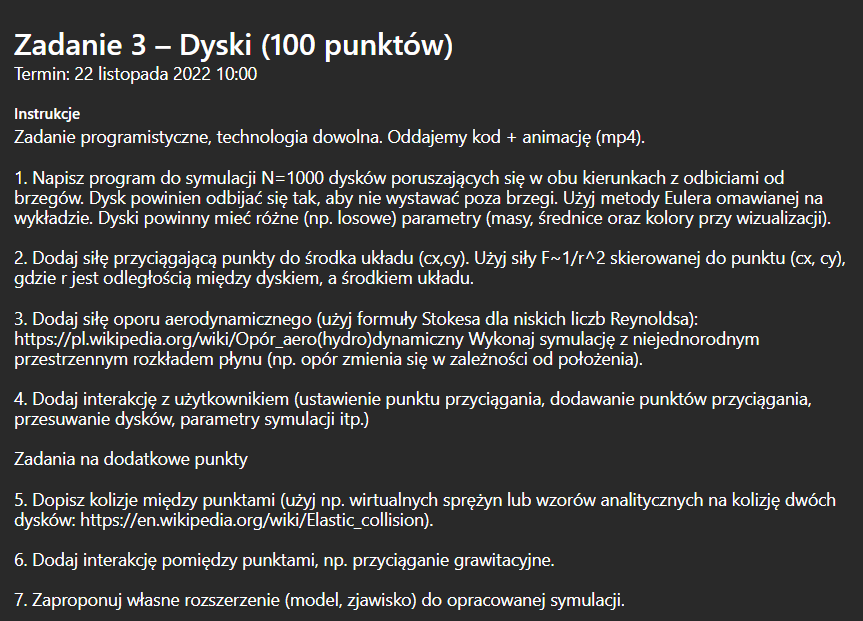 Zadanie 3 – Dyski (100 punktów)
Termin: 22 listopada 2022 10:00
Instrukcje
Zadanie programistyczne, technologia dowolna. Oddajemy kod + animację (mp4).
1. Napisz program do symulacji N=1000 dysków poruszających się w obu kierunkach z odbiciami od
brzegów. Dysk powinien odbijać się tak, aby nie wystawać poza brzegi. Użyj metody Eulera omawianej na
wykładzie. Dyski powinny mieć różne (np. losowe) parametry (masy, średnice oraz kolory przy wizualizacji).
2. Dodaj siłę przyciągającą punkty do środka układu (cx,cy). Użyj siły F~1/r^2 skierowanej do punktu (cx, cy),
gdzie r jest odległością między dyskiem, a środkiem układu.
3. Dodaj siłę oporu aerodynamicznego (użyj formuły Stokesa dla niskich liczb Reynoldsa):
https://pl.wikipedia.org/wiki/Opór_aero(hydro)dynamiczny Wykonaj symulację z niejednorodnym
przestrzennym rozkładem płynu (np. opór zmienia się w zależności od położenia).
4. Dodaj interakcję z użytkownikiem (ustawienie punktu przyciągania, dodawanie punktów przyciągania,
przesuwanie dysków, parametry symulacji itp.)
Zadania na dodatkowe punkty
5. Dopisz kolizje między punktami (użyj np. wirtualnych sprężyn lub wzorów analitycznych na kolizję dwóch
dysków: https://en.wikipedia.org/wiki/Elastic_collision).
6. Dodaj interakcję pomiędzy punktami, np. przyciąganie grawitacyjne.
7. Zaproponuj własne rozszerzenie (model, zjawisko) do opracowanej symulacji.